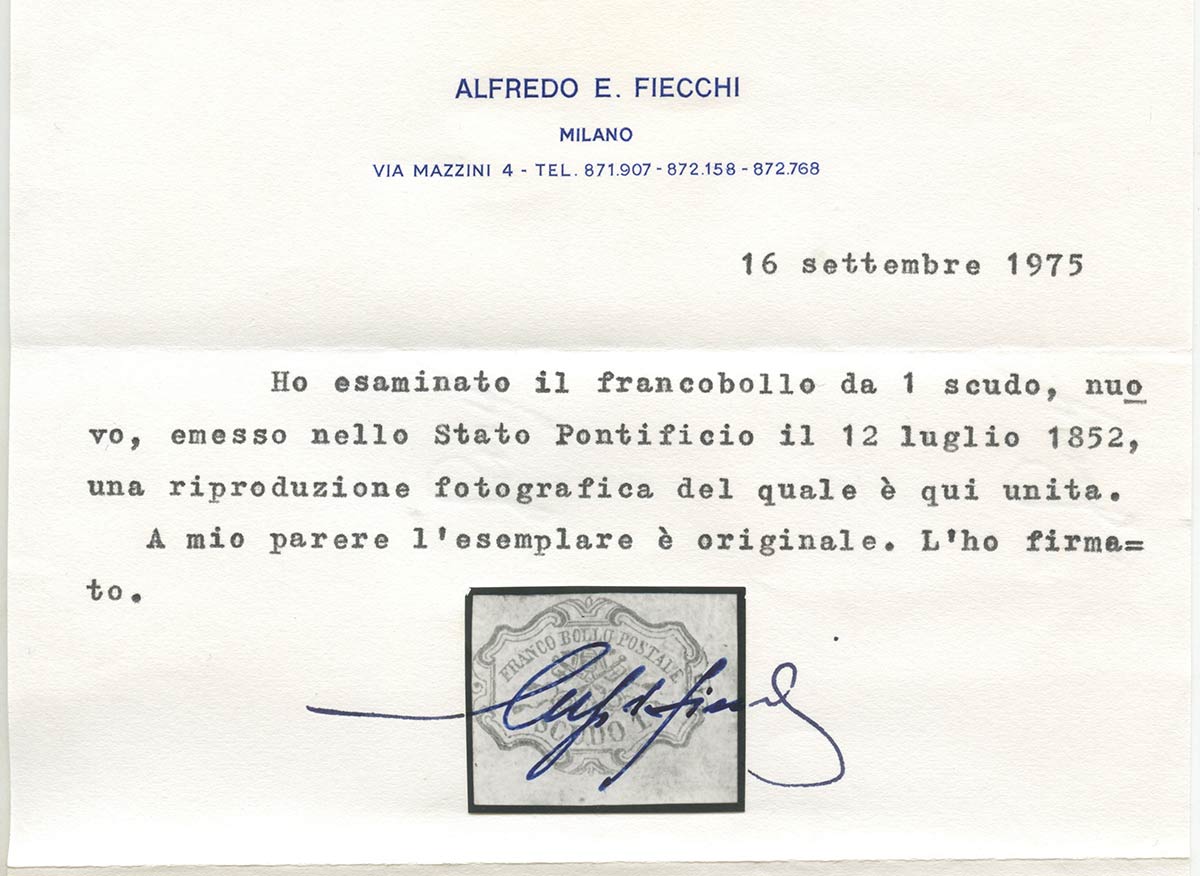 ALFREDO E. FIECCHI
MILANO
VIA MAZZINI 4 - TEL. 871.907 - 872.158 - 872.768
16 settembre 1975
Ho esaminato il francobollo da 1 scudo, nuo
vo, emesso nello Stato Pontificio il 12 luglio 1852,
una riproduzione fotografica del quale è qui unita.
A mio parere l'esemplare è originale. L'ho firma=
to.
FRANCO BOLLO POSTALE
SCUDO 1